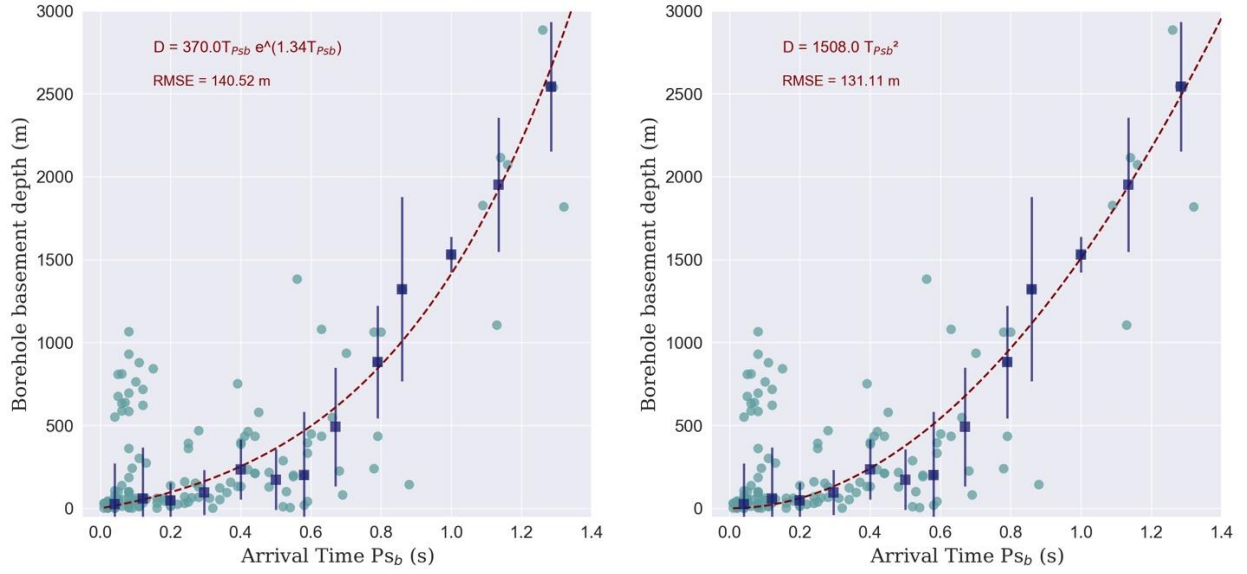 D = 370.0T_Psb e^(1.34T_Psb)
RMSE = 140.52 m
Borehole basement depth (m)
3000
2500
2000
1500
1000
500
0
0.0 0.2 0.4 0.6 0.8 1.0 1.2 1.4
Arrival Time Ps_b (s)
D = 1508.0 T_Psb²
RMSE = 131.11 m
Borehole basement depth (m)
3000
2500
2000
1500
1000
500
0
0.0 0.2 0.4 0.6 0.8 1.0 1.2 1.4
Arrival Time Ps_b (s)